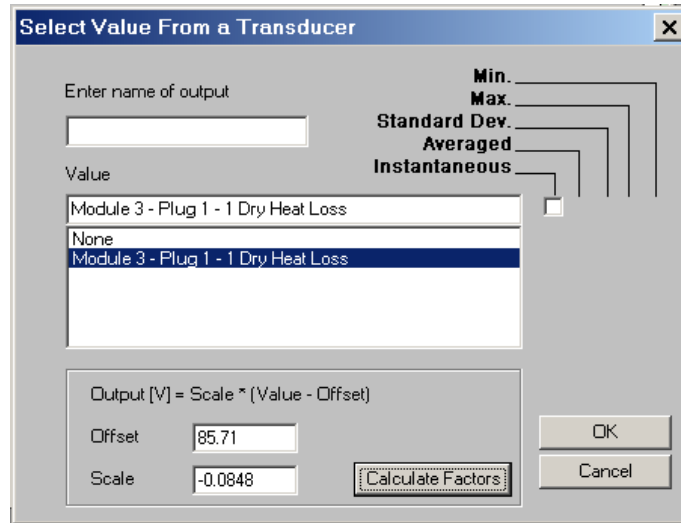 Select Value From a Transducer
Enter name of output
Min.
Max.
Standard Dev.
Averaged
Instantaneous
Value
Module 3 - Plug 1 - 1 Dry Heat Loss
None
Module 3 - Plug 1 - 1 Dry Heat Loss
Output [V] = Scale * (Value - Offset)
Offset
85.71
Scale
-0.0848
Calculate Factors
OK
Cancel